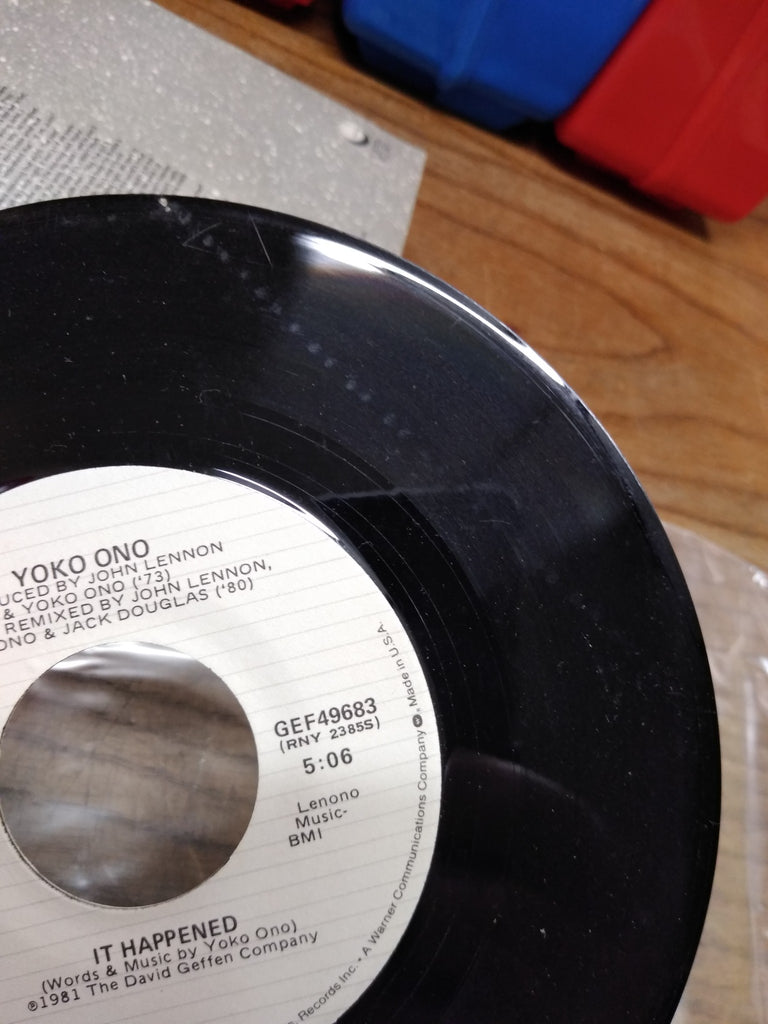 YOKO ONO
UCED BY JOHN LENNON
& YOKO ONO ('73)
REMIXED BY JOHN LENNON,
ONO & JACK DOUGLAS ('80)
GEF49683
(RNY 2385S)
5:06
Lenono
Music-
BMI
IT HAPPENED
(Words & Music by Yoko Ono)
℗1981 The David Geffen Company
Records Inc. • A Warner Communications Company Made in U.S.A.